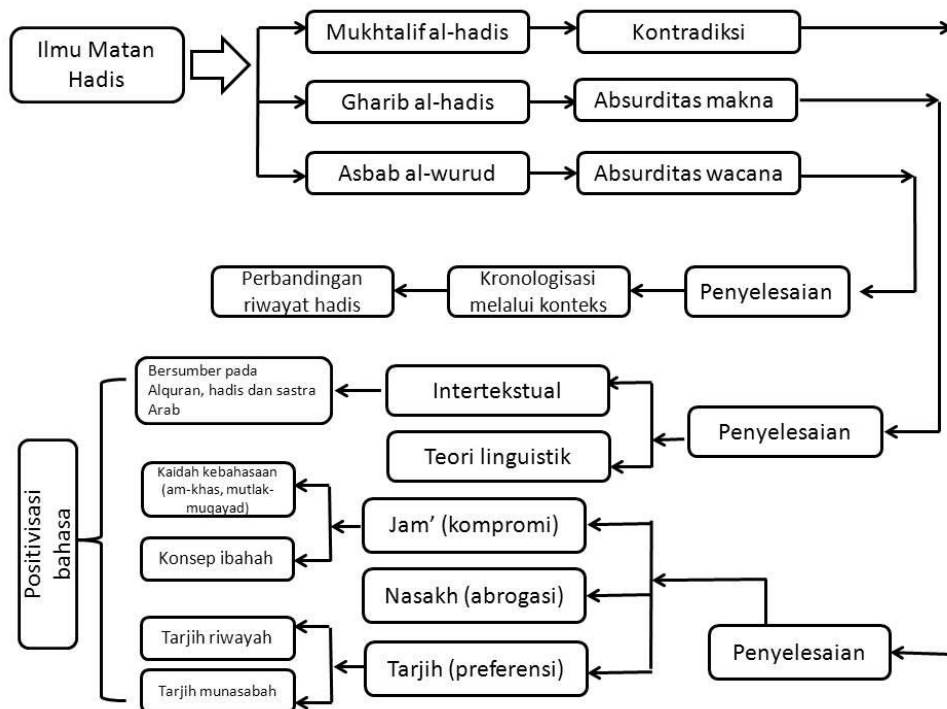 Ilmu Matan
Hadis
Mukhtalif al-hadis
Kontradiksi
Gharib al-hadis
Absurditas makna
Asbab al-wurud
Absurditas wacana
Perbandingan
riwayat hadis
Kronologisasi
melalui konteks
Penyelesaian
Bersumber pada
Alquran, hadis dan sastra
Arab
Intertekstual
Teori linguistik
Penyelesaian
Positivisasi
bahasa
Kaidah kebahasaan
(am-khas, mutlak-
muqayad)
Konsep ibahah
Jam’ (kompromi)
Nasakh (abrogasi)
Tarjih riwayah
Tarjih munasabah
Tarjih (preferensi)
Penyelesaian